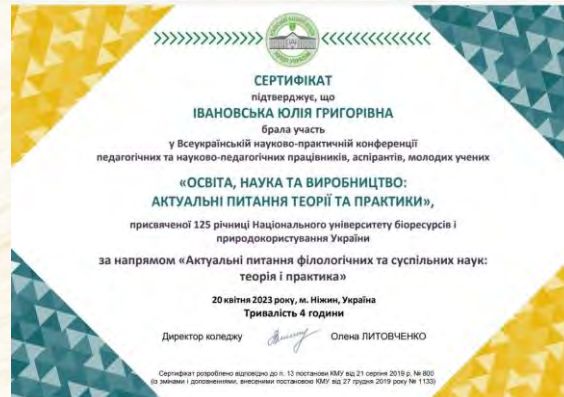 СЕРТИФІКАТ
підтверджує, що
ІВАНОВСЬКА ЮЛІЯ ГРИГОРІВНА
брала участь
у Всеукраїнській науково-практичній конференції
педагогічних та науково-педагогічних працівників, аспірантів, молодих учених
«ОСВІТА, НАУКА ТА ВИРОБНИЦТВО:
АКТУАЛЬНІ ПИТАННЯ ТЕОРІЇ ТА ПРАКТИКИ»,
присвяченої 125 річниці Національного університету біоресурсів і
природокористування України
за напрямом «Актуальні питання філологічних та суспільних наук:
теорія і практика»
20 квітня 2023 року, м. Ніжин, Україна
Тривалість 4 години
Директор коледжу Олена ЛИТОВЧЕНКО
Сертифікат розроблено відповідно до п. 13 постанови КМУ від 21 серпня 2019 р. № 800
(із змінами і доповненнями, внесеними постановою КМУ від 27 грудня 2019 року № 1133)